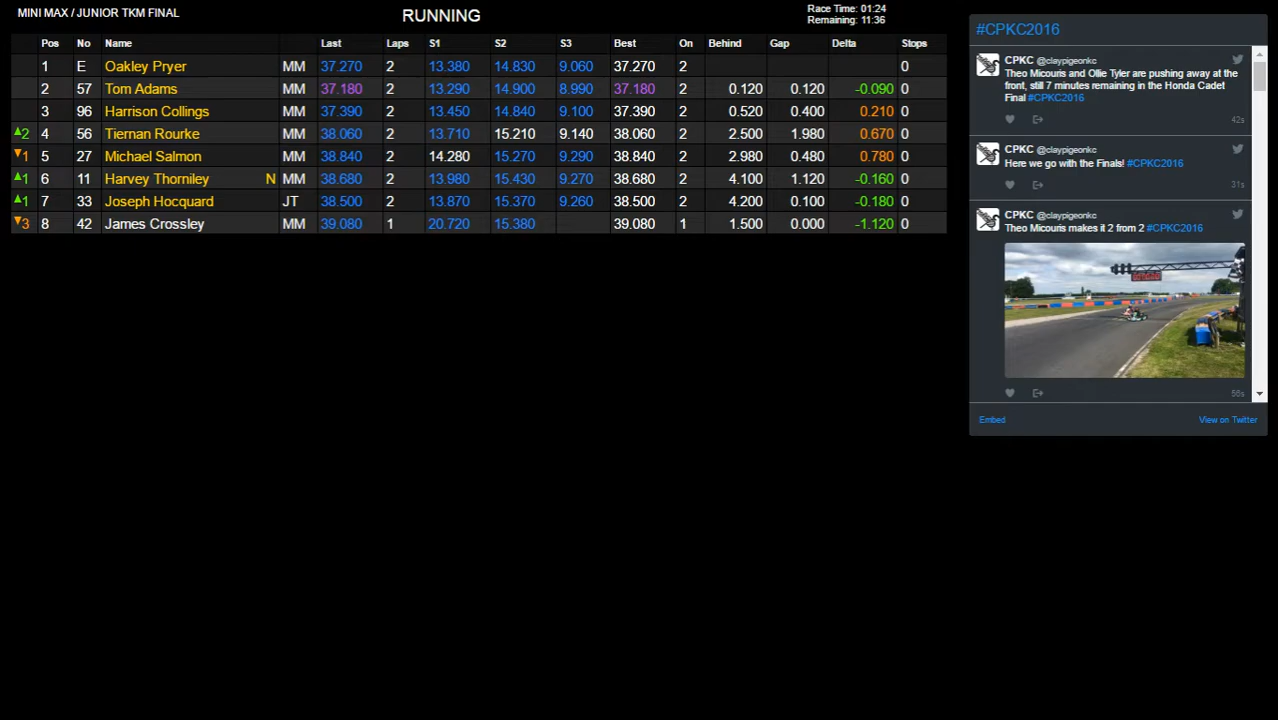 MINI MAX / JUNIOR TKM FINAL
RUNNING
Race Time: 01:24
Remaining: 11:36
Pos No Name Last Laps S1 S2 S3 Best On Behind Gap Delta Stops
1 E Oakley Pryer MM 37.270 2 13.380 14.830 9.060 37.270 2 0
2 57 Tom Adams MM 37.180 2 13.290 14.900 8.990 37.180 2 0.120 0.120 -0.090 0
3 96 Harrison Collings MM 37.390 2 13.450 14.840 9.100 37.390 2 0.520 0.400 0.210 0
▲2 4 56 Tiernan Rourke MM 38.060 2 13.710 15.210 9.140 38.060 2 2.500 1.980 0.670 0
▼1 5 27 Michael Salmon MM 38.840 2 14.280 15.270 9.290 38.840 2 2.980 0.480 0.780 0
▲1 6 11 Harvey Thorniley N MM 38.680 2 13.980 15.430 9.270 38.680 2 4.100 1.120 -0.160 0
▲1 7 33 Joseph Hocquard JT 38.500 2 13.870 15.370 9.260 38.500 2 4.200 0.100 -0.180 0
▼3 8 42 James Crossley MM 39.080 1 20.720 15.380 39.080 1 1.500 0.000 -1.120 0
#CPKC2016
CPKC @claypigeonkc
Theo Micouris and Ollie Tyler are pushing away at the
front, still 7 minutes remaining in the Honda Cadet
Final #CPKC2016
42s
CPKC @claypigeonkc
Here we go with the Finals! #CPKC2016
31s
CPKC @claypigeonkc
Theo Micouris makes it 2 from 2 #CPKC2016
56s
Embed
View on Twitter